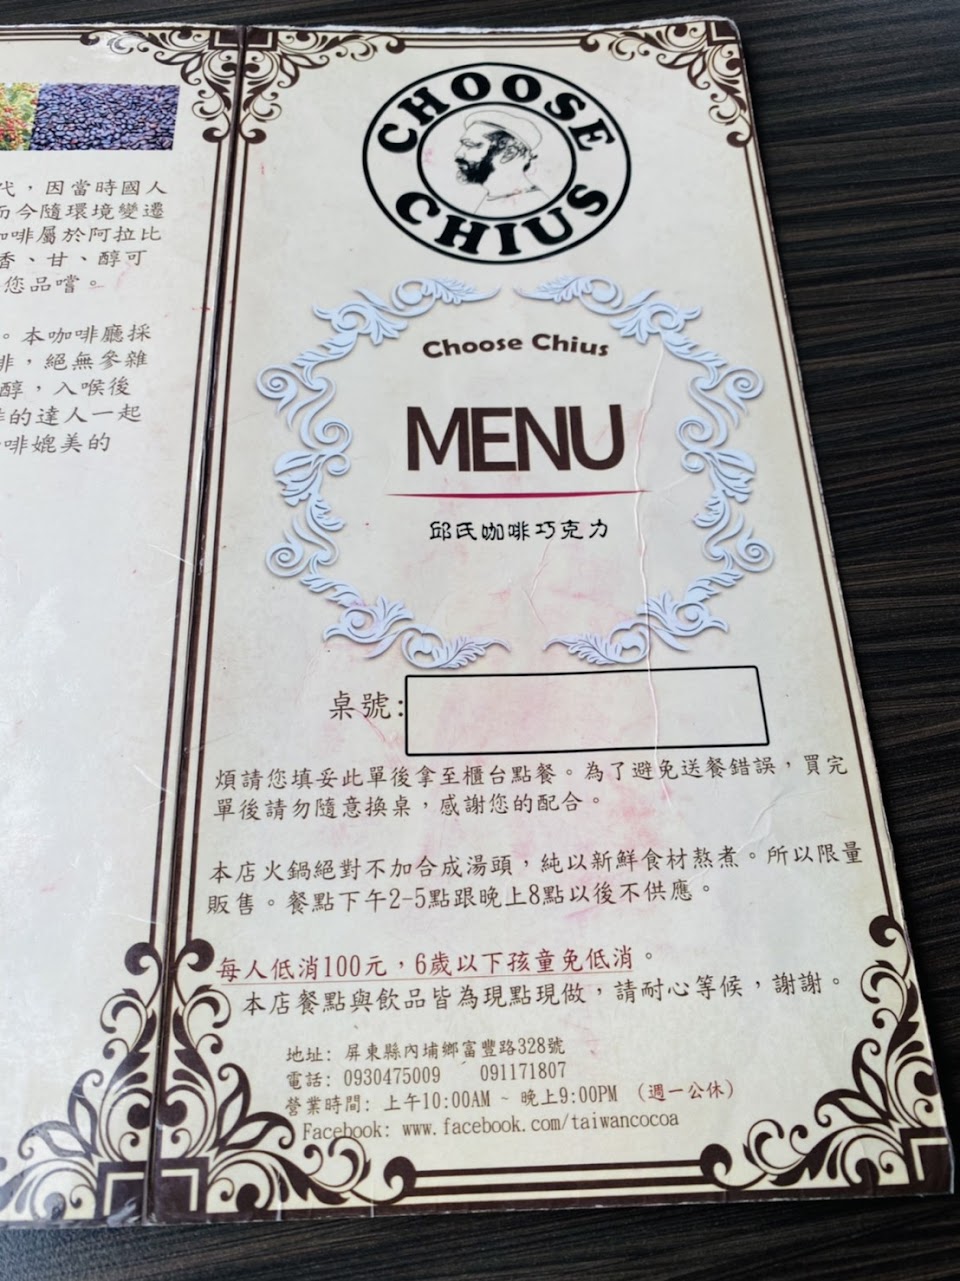 代，因當時國人
而今隨環境變遷
咖啡屬於阿拉比
香、甘、醇可
您品嚐。
。本咖啡廳採
啡，絕無參雜
醇，入喉後
的達人一起
啡媲美的
CHOOSE
CHIUS
Choose Chius
MENU
邱氏咖啡巧克力
桌號:
煩請您填妥此單後拿至櫃台點餐。為了避免送餐錯誤，買完
單後請勿隨意換桌，感謝您的配合。
本店火鍋絕對不加合成湯頭，純以新鮮食材熬煮。所以限量
販售。餐點下午2-5點跟晚上8點以後不供應。
每人低消100元，6歲以下孩童免低消。
本店餐點與飲品皆為現點現做，請耐心等候，謝謝。
地址: 屏東縣內埔鄉富豐路328號
電話: 0930475009 091171807
營業時間: 上午10:00AM ~ 晚上9:00PM (週一公休)
Facebook: www.facebook.com/taiwancocoa